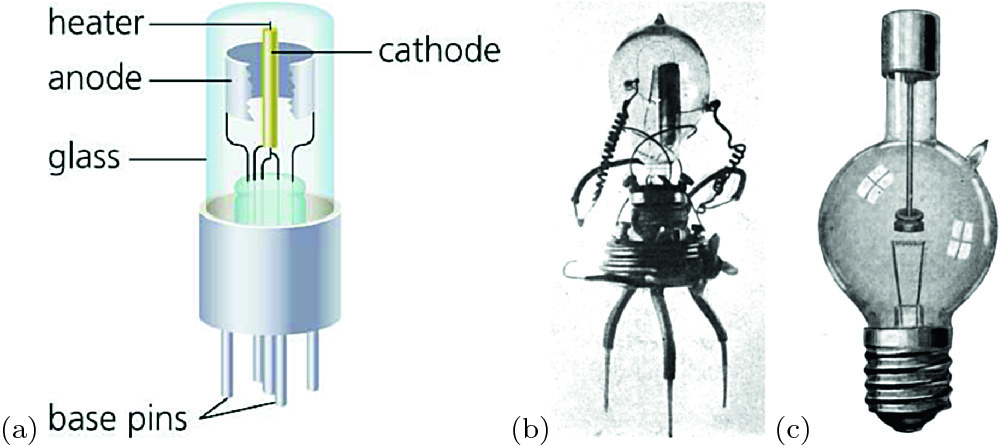 heater
cathode
anode
glass
base pins
(a)
(b)
(c)